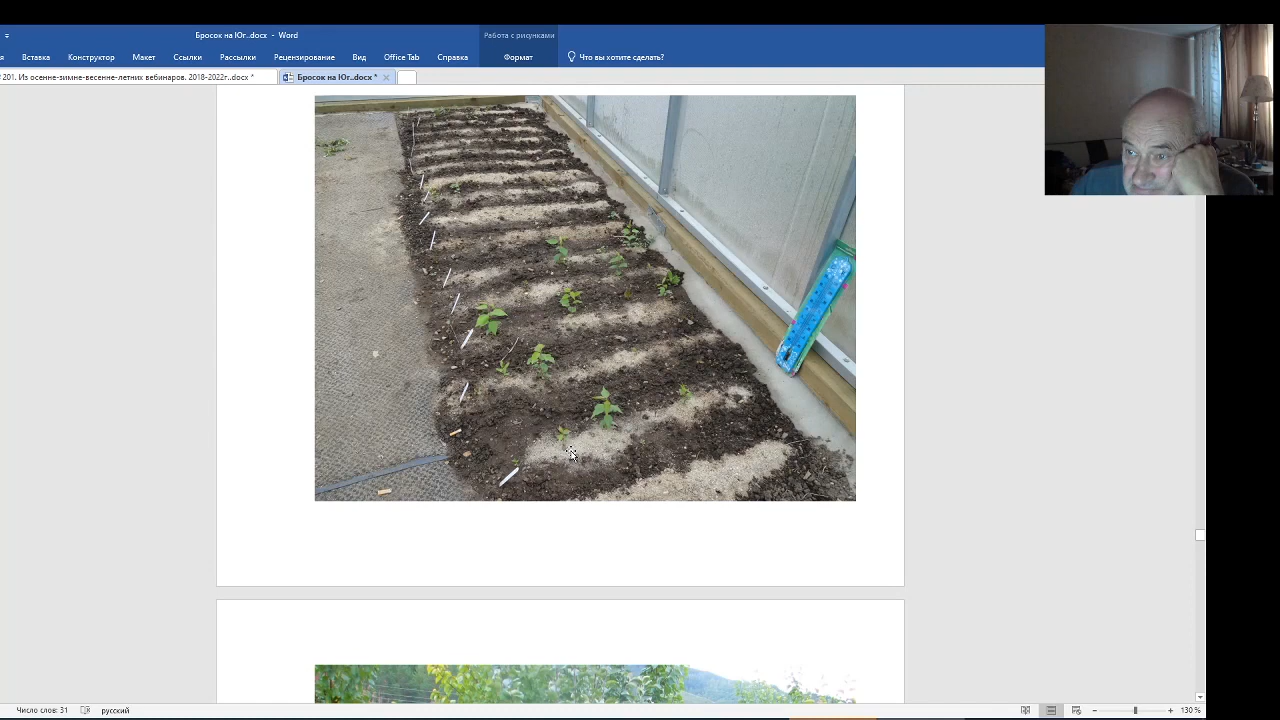 Бросок на Юг..docx - Word
Работа с рисунками
Вставка Конструктор Макет Ссылки Рассылки Рецензирование Вид Office Tab Справка Формат Что вы хотите сделать?
201. Из осенне-зимне-весенне-летних вебинаров. 2018-2022г..docx *
Бросок на Юг..docx *
Число слов: 31 русский 130 %